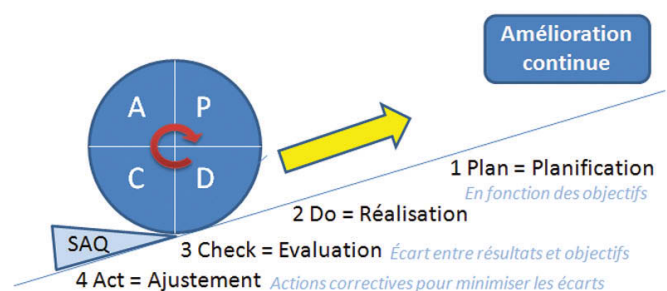 Amélioration
continue
A P
C D
1 Plan = Planification
En fonction des objectifs
2 Do = Réalisation
SAQ
3 Check = Evaluation Écart entre résultats et objectifs
4 Act = Ajustement Actions correctives pour minimiser les écarts